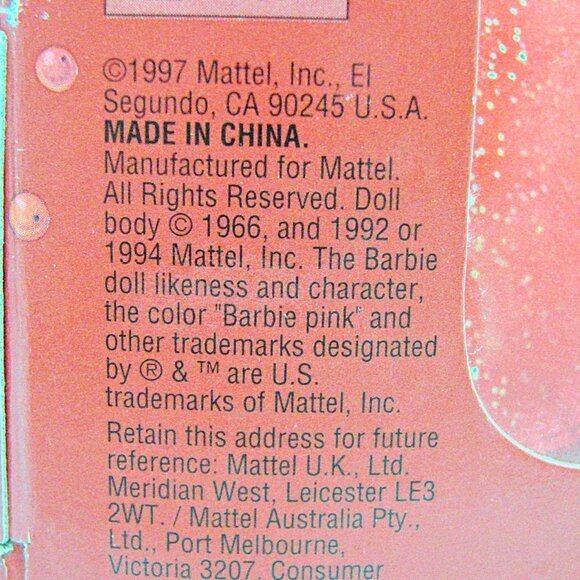 ©1997 Mattel, Inc., El
Segundo, CA 90245 U.S.A.
MADE IN CHINA.
Manufactured for Mattel.
All Rights Reserved. Doll
body © 1966, and 1992 or
1994 Mattel, Inc. The Barbie
doll likeness and character,
the color "Barbie pink" and
other trademarks designated
by ® & ™ are U.S.
trademarks of Mattel, Inc.
Retain this address for future
reference: Mattel U.K., Ltd.
Meridian West, Leicester LE3
2WT. / Mattel Australia Pty.,
Ltd., Port Melbourne,
Victoria 3207. Consumer